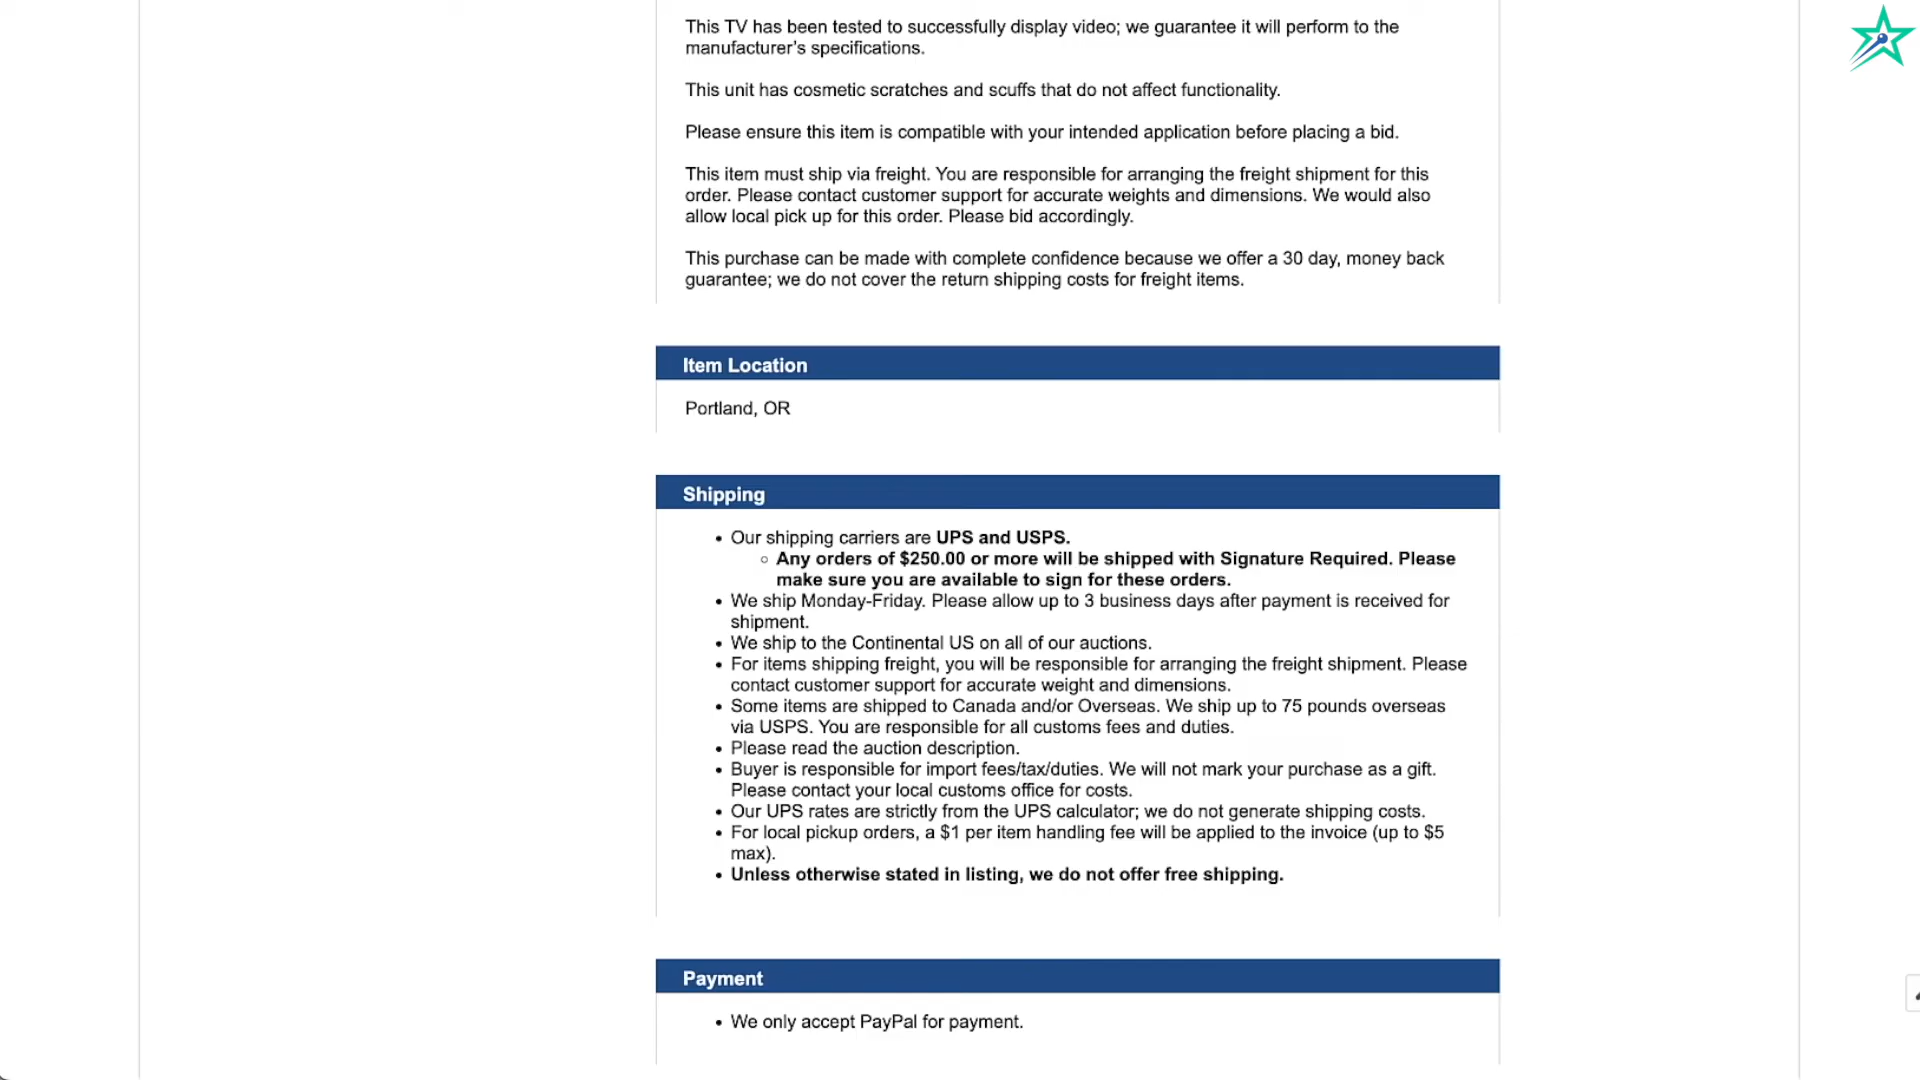 This TV has been tested to successfully display video; we guarantee it will perform to the
manufacturer's specifications.
This unit has cosmetic scratches and scuffs that do not affect functionality.
Please ensure this item is compatible with your intended application before placing a bid.
This item must ship via freight. You are responsible for arranging the freight shipment for this
order. Please contact customer support for accurate weights and dimensions. We would also
allow local pick up for this order. Please bid accordingly.
This purchase can be made with complete confidence because we offer a 30 day, money back
guarantee; we do not cover the return shipping costs for freight items.
Item Location
Portland, OR
Shipping
Our shipping carriers are UPS and USPS.
Any orders of $250.00 or more will be shipped with Signature Required. Please
make sure you are available to sign for these orders.
We ship Monday-Friday. Please allow up to 3 business days after payment is received for
shipment.
We ship to the Continental US on all of our auctions.
For items shipping freight, you will be responsible for arranging the freight shipment. Please
contact customer support for accurate weight and dimensions.
Some items are shipped to Canada and/or Overseas. We ship up to 75 pounds overseas
via USPS. You are responsible for all customs fees and duties.
Please read the auction description.
Buyer is responsible for import fees/tax/duties. We will not mark your purchase as a gift.
Please contact your local customs office for costs.
Our UPS rates are strictly from the UPS calculator; we do not generate shipping costs.
For local pickup orders, a $1 per item handling fee will be applied to the invoice (up to $5
max).
Unless otherwise stated in listing, we do not offer free shipping.
Payment
We only accept PayPal for payment.